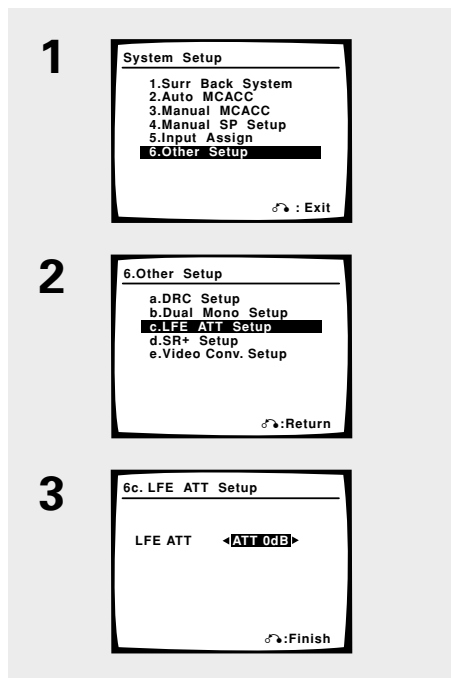 1
System Setup
1.Surr Back System
2.Auto MCACC
3.Manual MCACC
4.Manual SP Setup
5.Input Assign
6.Other Setup
: Exit
2
6.Other Setup
a.DRC Setup
b.Dual Mono Setup
c.LFE ATT Setup
d.SR+ Setup
e.Video Conv. Setup
:Return
3
6c. LFE ATT Setup
LFE ATT ATT 0dB
:Finish